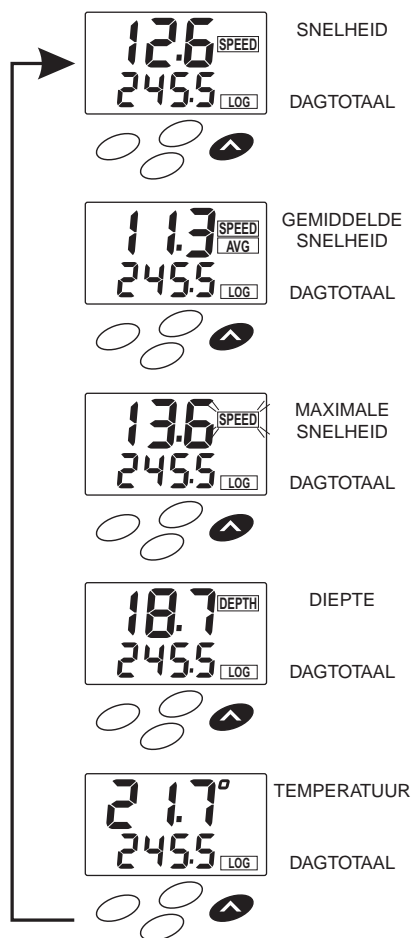 12.6 SPEED SNELHEID
245.5 LOG DAGTOTAAL
11.3 SPEED AVG GEMIDDELDE SNELHEID
245.5 LOG DAGTOTAAL
13.6 SPEED MAXIMALE SNELHEID
245.5 LOG DAGTOTAAL
18.7 DEPTH DIEPTE
245.5 LOG DAGTOTAAL
21.7° TEMPERATUUR
245.5 LOG DAGTOTAAL